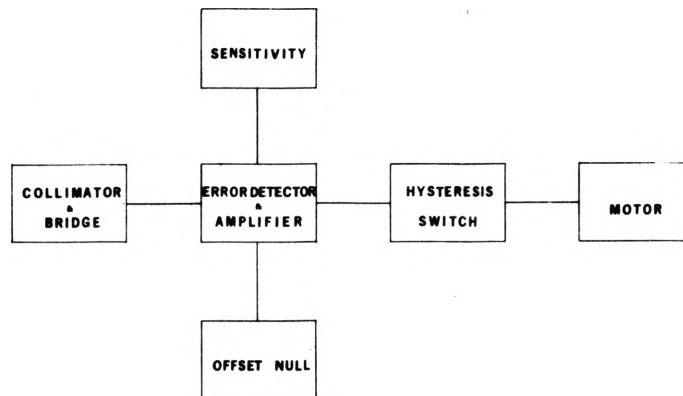 SENSITIVITY
COLLIMATOR
&
BRIDGE
ERROR DETECTOR
&
AMPLIFIER
HYSTERESIS
SWITCH
MOTOR
OFFSET NULL